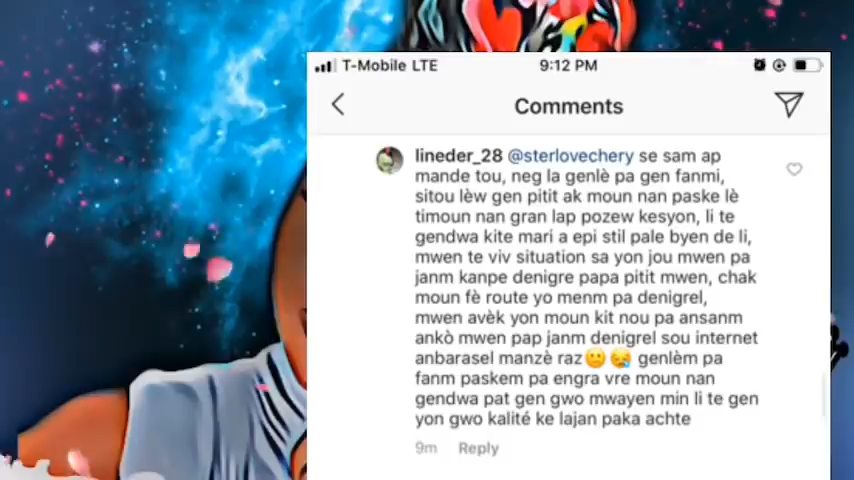 T-Mobile LTE 9:12 PM
Comments
lineder_28 @sterlovechery se sam ap
mande tou, neg la genlè pa gen fanmi,
sitou lèw gen pitit ak moun nan paske lè
timoun nan gran lap pozew kesyon, li te
gendwa kite mari a epi stil pale byen de li,
mwen te viv situation sa yon jou mwen pa
janm kanpe denigre papa pitit mwen, chak
moun fè route yo menm pa denigrel,
mwen avèk yon moun kit nou pa ansanm
ankò mwen pap janm denigrel sou internet
anbarasel manzè raz🙂😪 genlèm pa
fanm paskem pa engra vre moun nan
gendwa pat gen gwo mwayen min li te gen
yon gwo kalité ke lajan paka achte
9m Reply